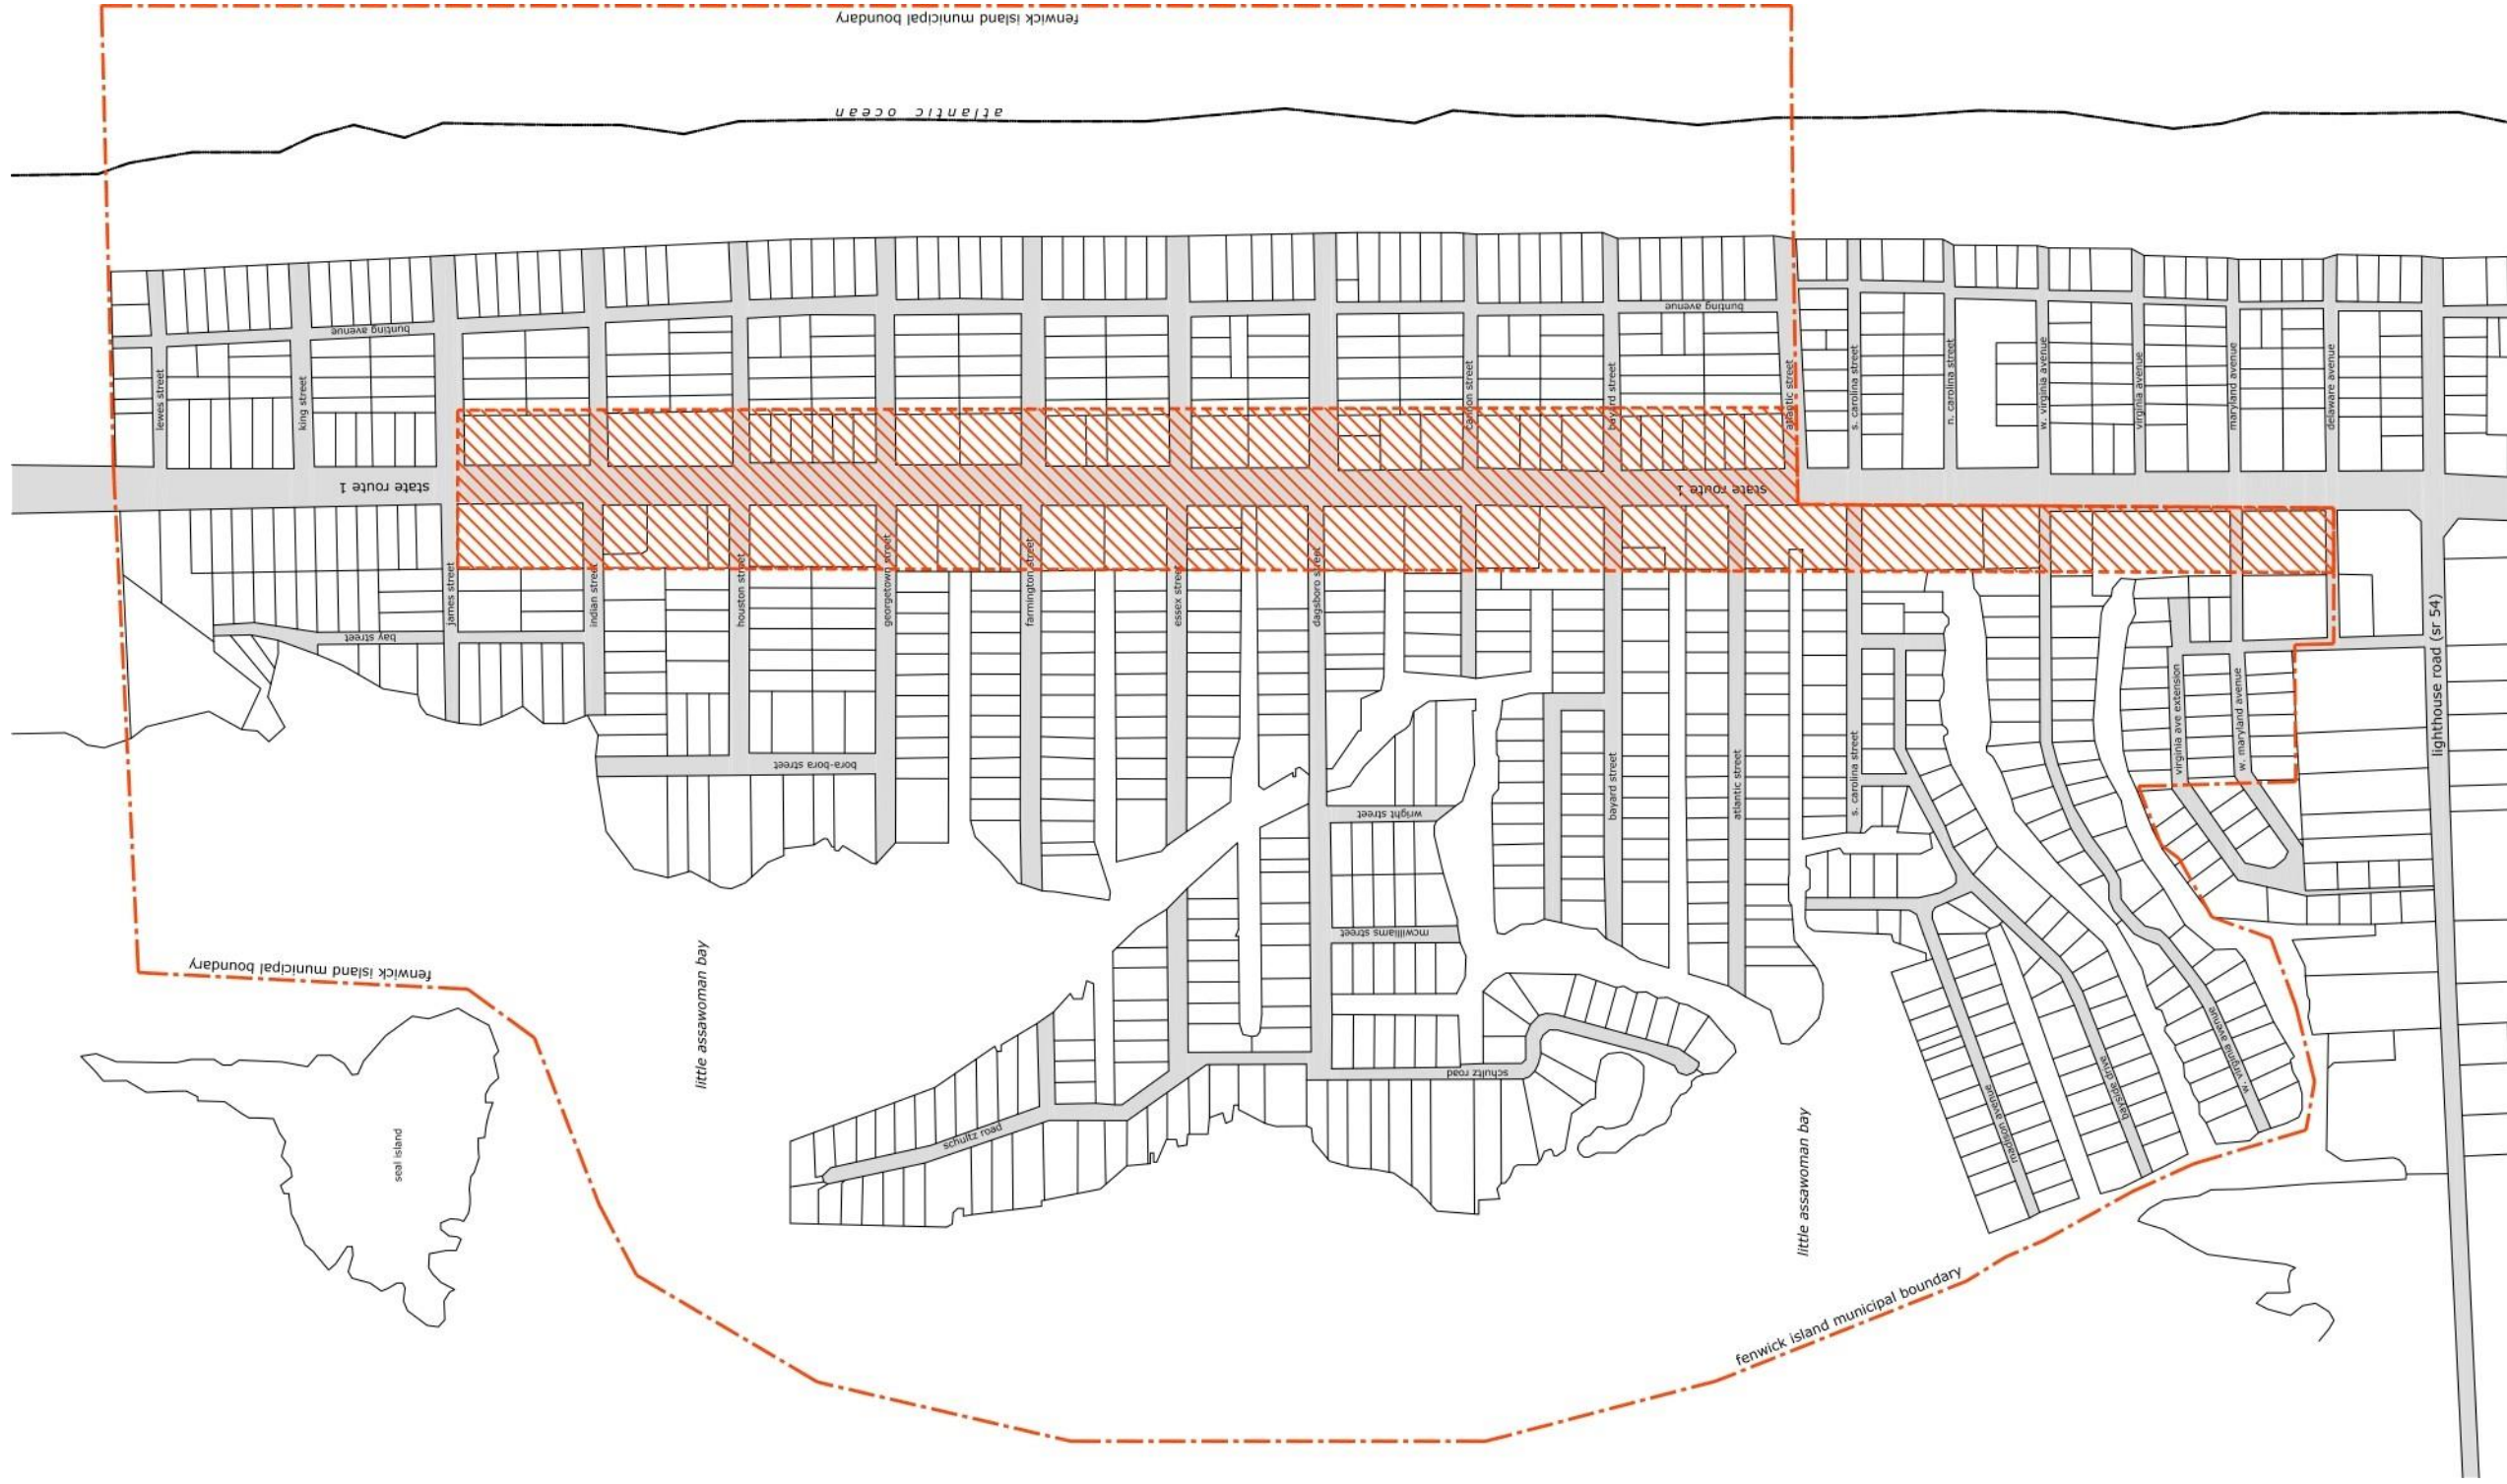 fenwick island municipal boundary
atlantic ocean
bunting avenue
bunting avenue
lewes street
king street
cannon street
bayard street
atlantic street
s. carolina street
n. carolina street
w. virginia avenue
virginia avenue
maryland avenue
delaware avenue
state route 1
state route 1
james street
indian street
houston street
georgetown street
farmington street
essex street
dagsboro street
bay street
lighthouse road (sr 54)
virginia ave extension
w. maryland avenue
bora-bora street
wright street
bayard street
atlantic street
s. carolina street
mcwilliams street
fenwick island municipal boundary
little assawoman bay
schultz road
schultz road
seal island
madison avenue
bayside drive
w. virginia avenue
little assawoman bay
fenwick island municipal boundary